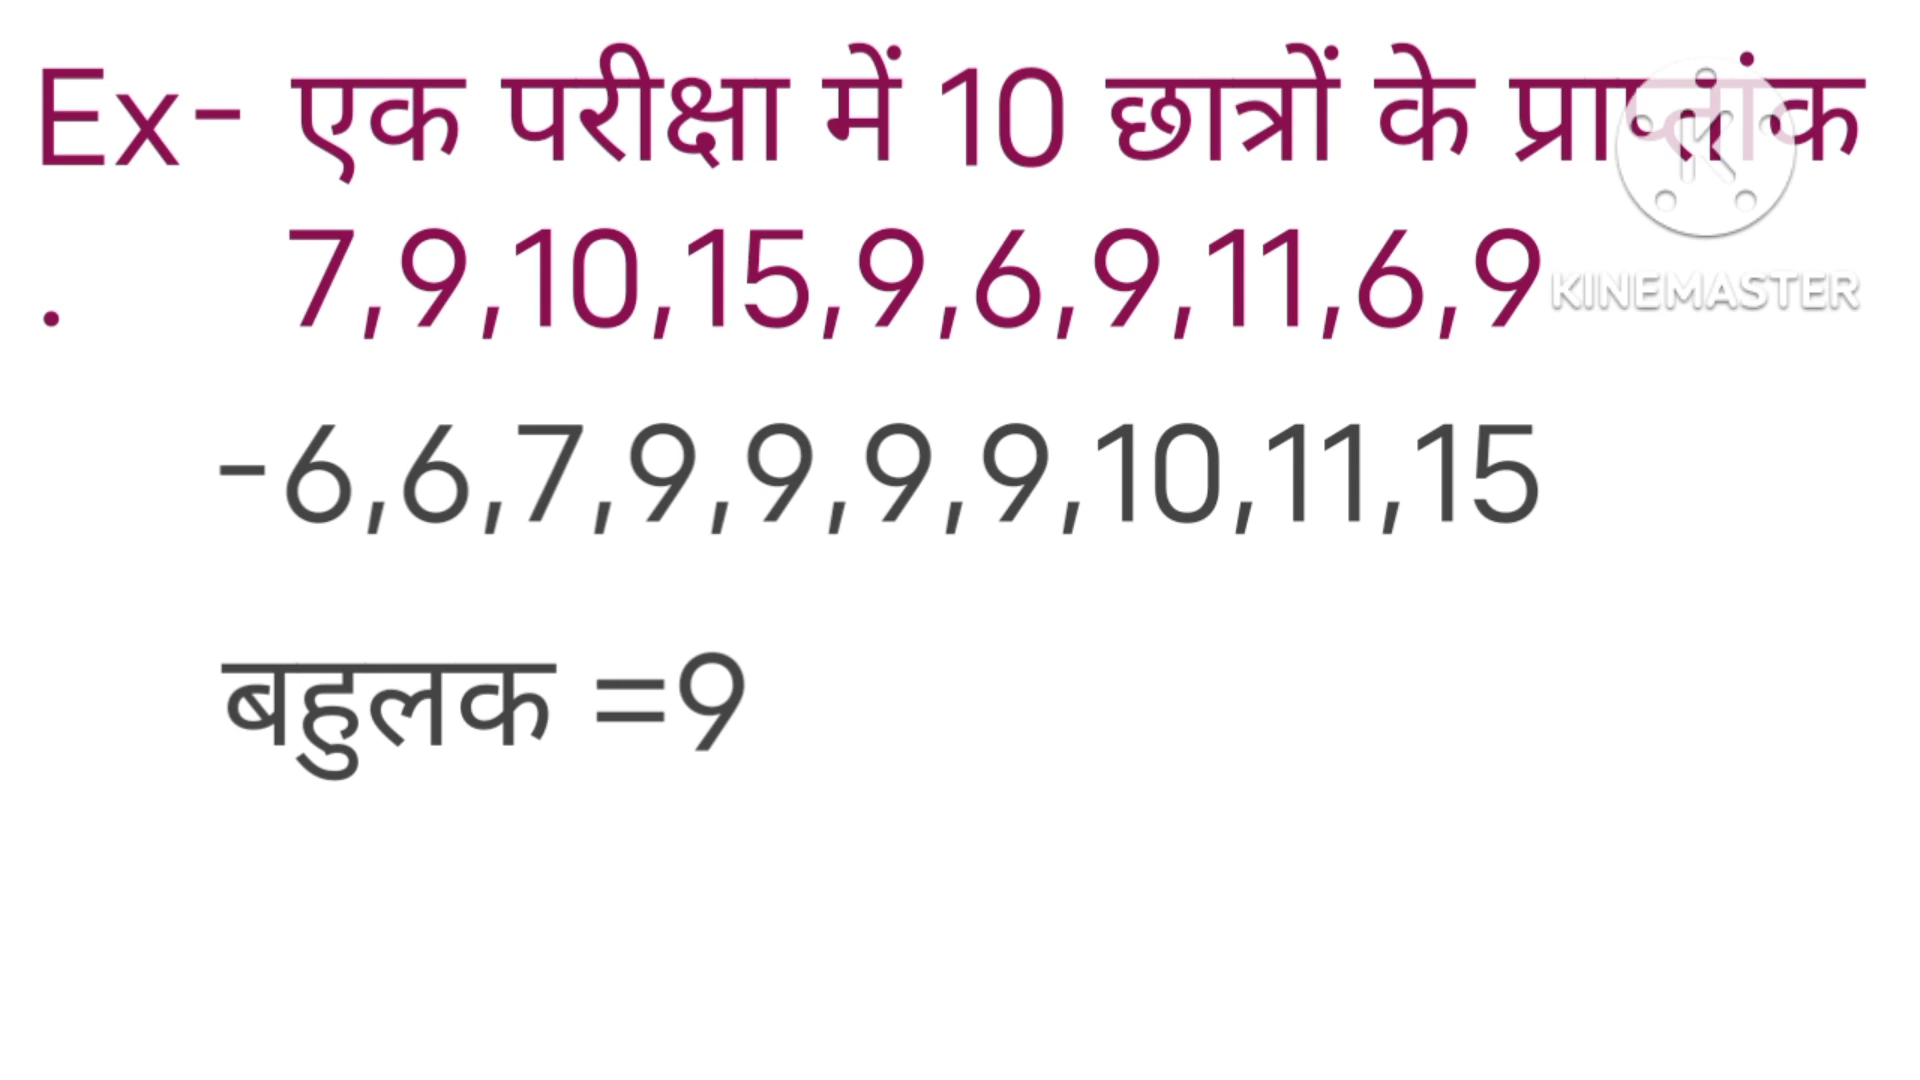 Ex- एक परीक्षा में 10 छात्रों के प्राप्तांक
. 7,9,10,15,9,6,9,11,6,9
KINEMASTER
-6,6,7,9,9,9,9,10,11,15
बहुलक =9